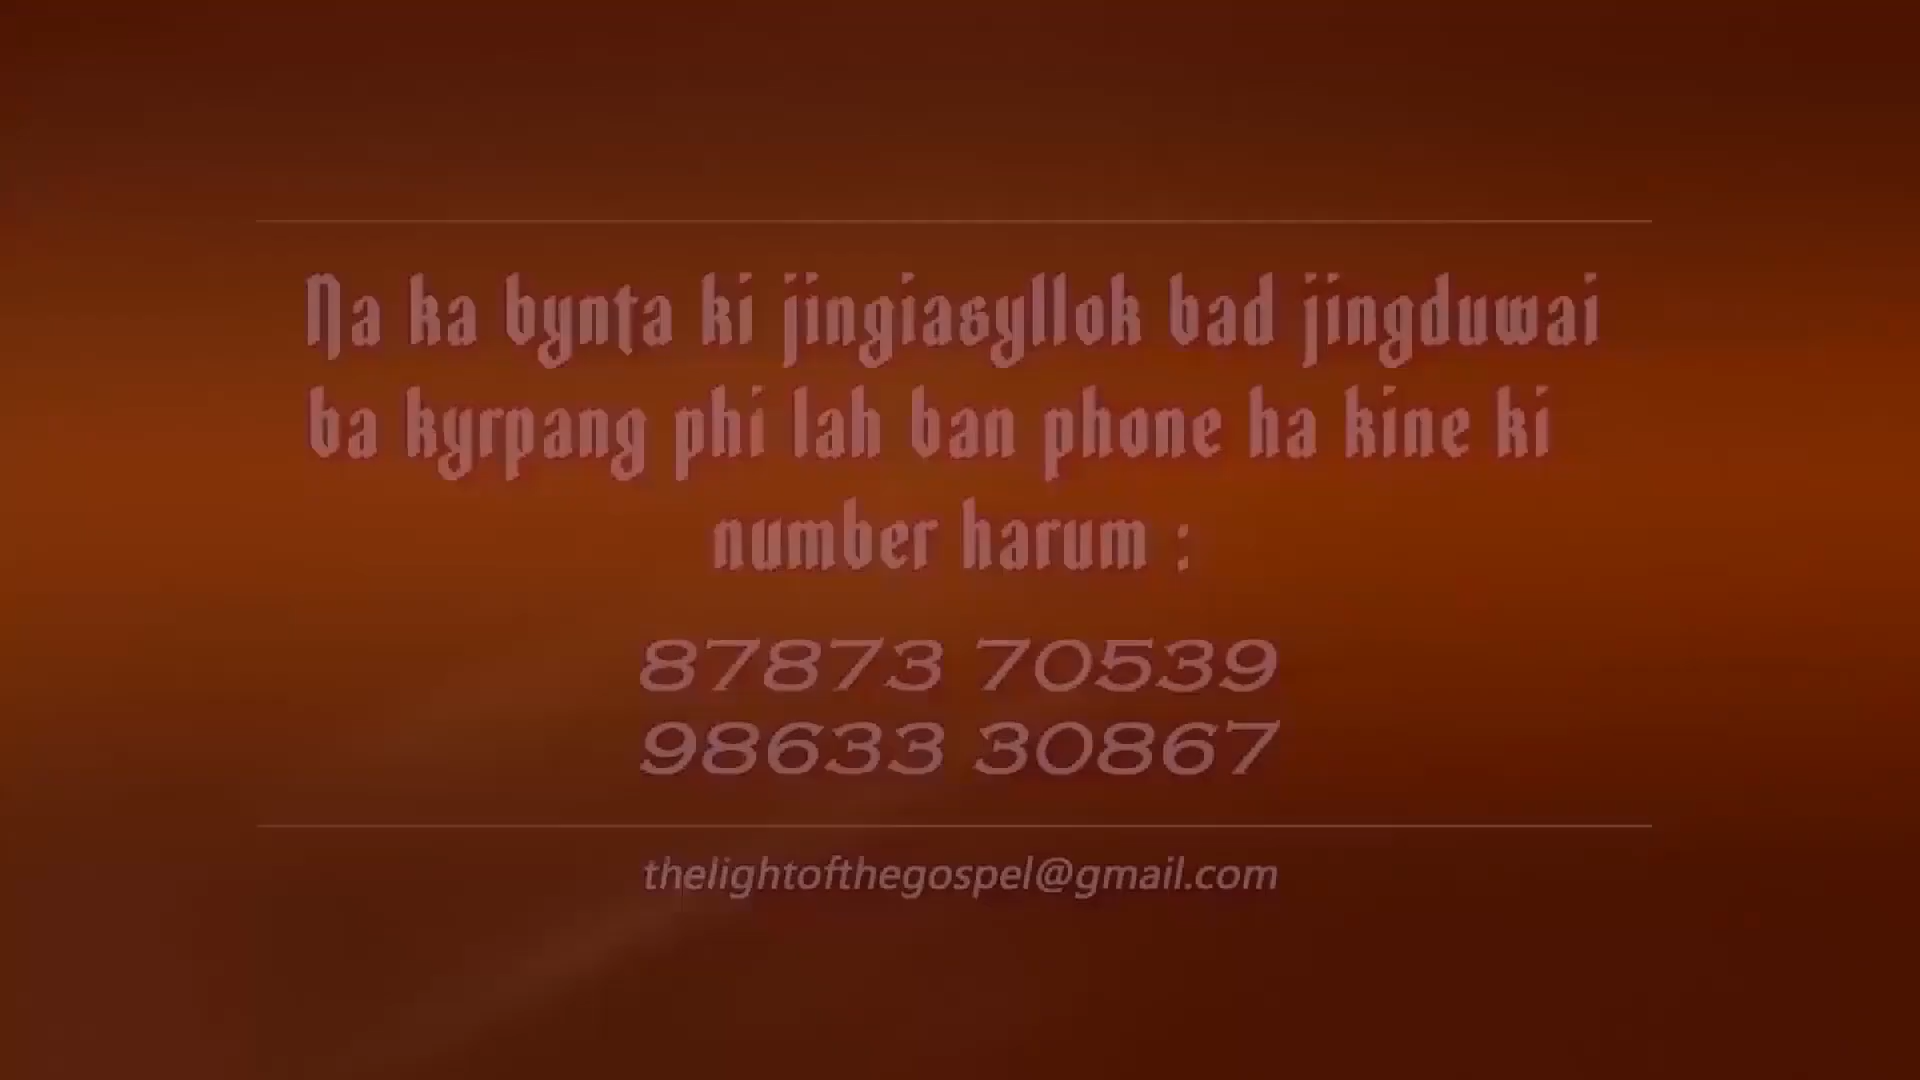 Na ka bynta ki jingiasyllok bad jingduwai
ba kyrpang phi lah ban phone ha kine ki
number harum :
87873 70539
98633 30867
thelightofthegospel@gmail.com